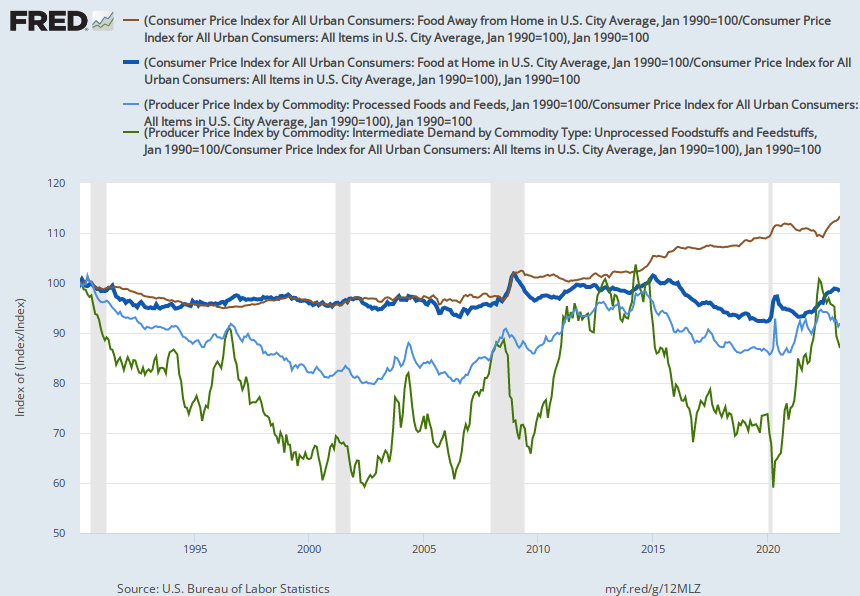 FRED
(Consumer Price Index for All Urban Consumers: Food Away from Home in U.S. City Average, Jan 1990=100/Consumer Price
Index for All Urban Consumers: All Items in U.S. City Average, Jan 1990=100), Jan 1990=100
(Consumer Price Index for All Urban Consumers: Food at Home in U.S. City Average, Jan 1990=100/Consumer Price Index for All
Urban Consumers: All Items in U.S. City Average, Jan 1990=100), Jan 1990=100
(Producer Price Index by Commodity: Processed Foods and Feeds, Jan 1990=100/Consumer Price Index for All Urban Consumers:
All Items in U.S. City Average, Jan 1990=100), Jan 1990=100
(Producer Price Index by Commodity: Intermediate Demand by Commodity Type: Unprocessed Foodstuffs and Feedstuffs,
Jan 1990=100/Consumer Price Index for All Urban Consumers: All Items in U.S. City Average, Jan 1990=100), Jan 1990=100
120
110
100
90
80
70
60
50
Index of (Index/Index)
1995 2000 2005 2010 2015 2020
Source: U.S. Bureau of Labor Statistics
myf.red/g/12MLZ